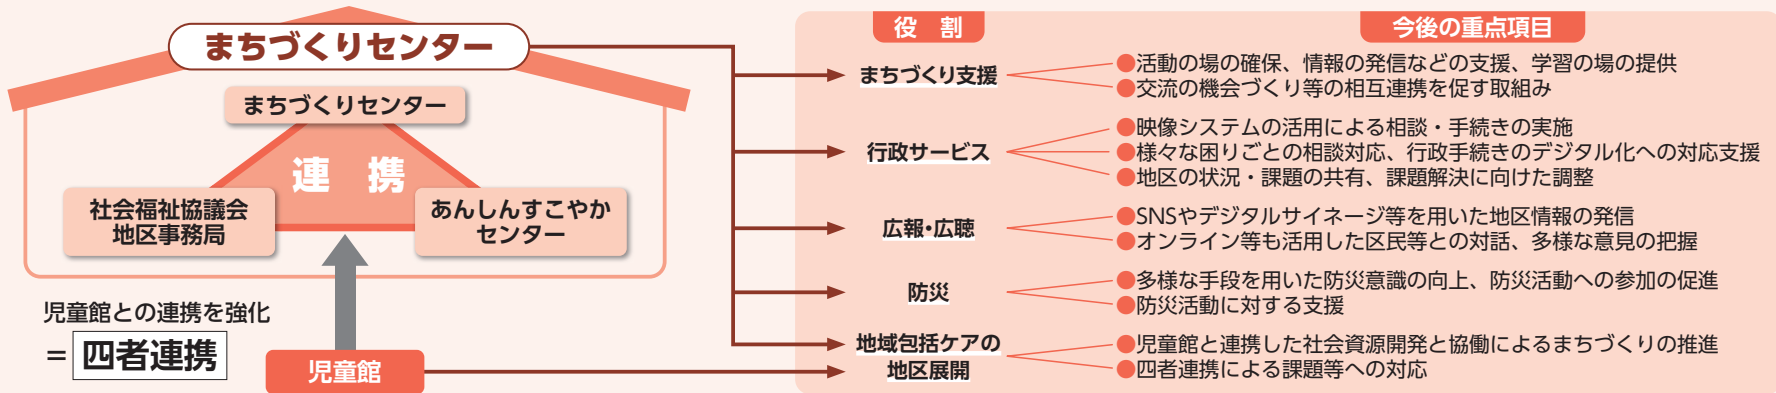 まちづくりセンター
まちづくりセンター
連 携
社会福祉協議会
地区事務局
あんしんすこやか
センター
児童館との連携を強化
= 四者連携
児童館
役 割
今後の重点項目
まちづくり支援
●活動の場の確保、情報の発信などの支援、学習の場の提供
●交流の機会づくり等の相互連携を促す取組み
行政サービス
●映像システムの活用による相談・手続きの実施
●様々な困りごとの相談対応、行政手続きのデジタル化への対応支援
●地区の状況・課題の共有、課題解決に向けた調整
広報・広聴
●SNSやデジタルサイネージ等を用いた地区情報の発信
●オンライン等も活用した区民等との対話、多様な意見の把握
防災
●多様な手段を用いた防災意識の向上、防災活動への参加の促進
●防災活動に対する支援
地域包括ケアの
地区展開
●児童館と連携した社会資源開発と協働によるまちづくりの推進
●四者連携による課題等への対応